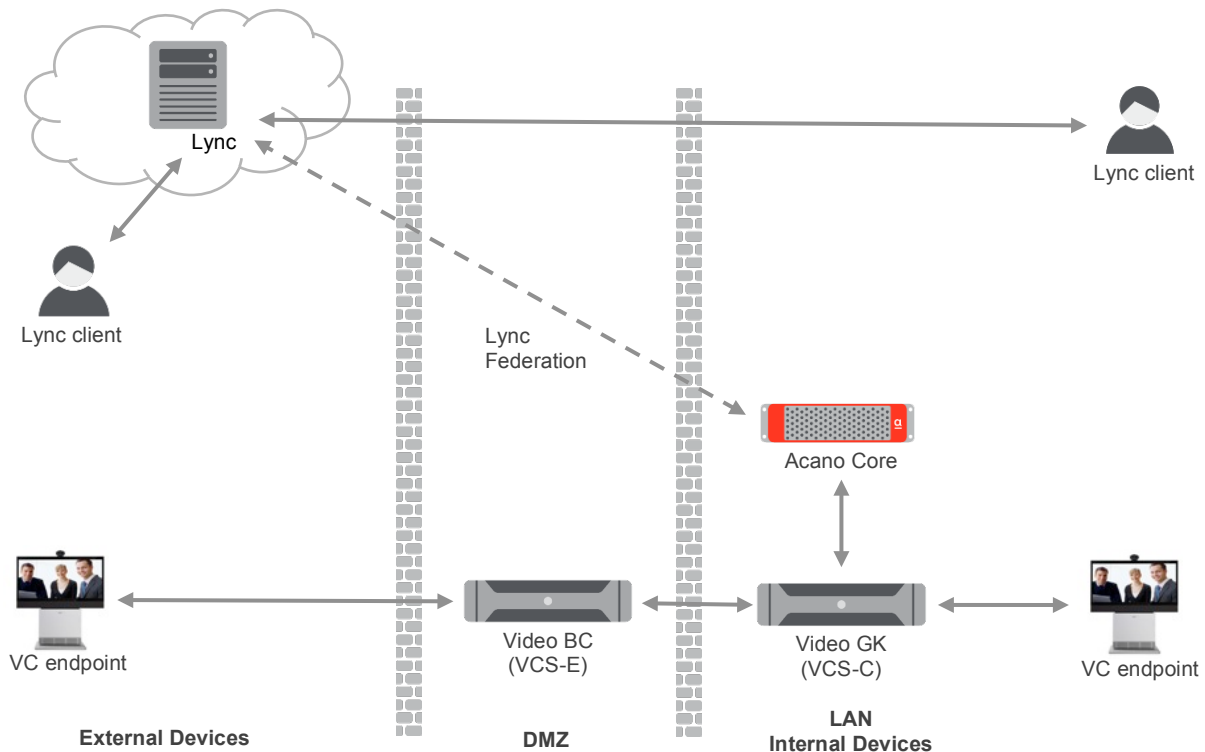 Lync
Lync client
Lync client
Lync
Federation
Acano Core
VC endpoint
Video BC
(VCS-E)
Video GK
(VCS-C)
VC endpoint
External Devices
DMZ
LAN
Internal Devices